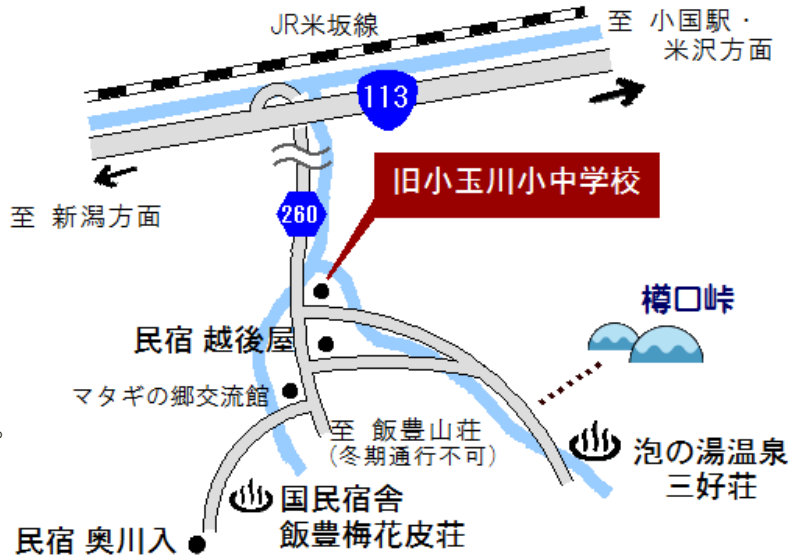 JR米坂線
至 小国駅・
米沢方面
113
旧小玉川小中学校
至 新潟方面
260
樽口峠
民宿 越後屋
マタギの郷交流館
至 飯豊山荘
(冬期通行不可)
。
泡の湯温泉
三好荘
国民宿舎
飯豊梅花皮荘
民宿 奥川入